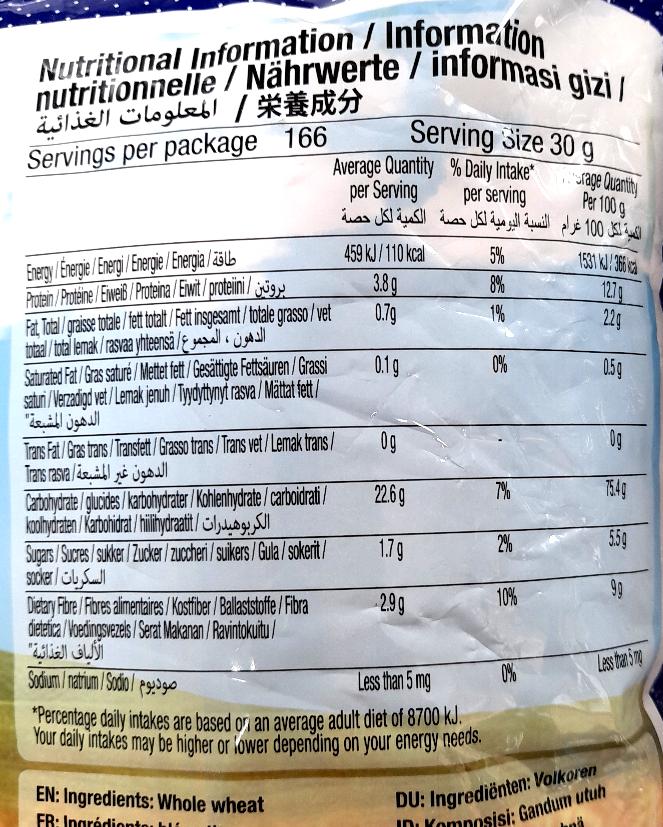 Nutritional Information / Information
nutritionnelle / Nährwerte / informasi gizi /
المعلومات الغذائية / 栄養成分
Servings per package 166 Serving Size 30 g
Average Quantity % Daily Intake* Quantity
per Serving per serving Per 100 g
الكمية لكل حصة النسبة اليومية لكل حصة الكمية لكل 100 غرام
Energy / Énergie / Energi / Energie / Energia / طاقة 459 kJ / 110 kcal 5% 1531 kJ / 366 kcal
Protein / Protéine / Eiweiß / Proteina / Eiwit / proteiini / بروتين 3.8 g 8% 12.7 g
Fat, Total / graisse totale / fett totalt / Fett insgesamt / totale grasso / vet 0.7g 1% 2.2 g
totaal / total lemak / rasvaa yhteensä / الدهون ، المجموع
Saturated Fat / Gras saturé / Mettet fett / Gesättigte Fettsäuren / Grassi 0.1 g 0% 0.5 g
saturi / Verzadigd vet / Lemak jenuh / Tyydyttynyt rasva / Mättat fett /
الدهون المشبعة"
Trans Fat / Gras trans / Transfett / Grasso trans / Trans vet / Lemak trans / 0 g - 0 g
Trans rasva / الدهون غير المشبعة
Carbohydrate / glucides / karbohydrater / Kohlenhydrate / carboidrati / 22.6 g 7% 75.4 g
koolhydraten / Karbohidrat / hiilihydraatit / الكربوهيدرات
Sugars / Sucres / sukker / Zucker / zuccheri / suikers / Gula / sokerit / 1.7 g 2% 5.5 g
socker / السكريات
Dietary Fibre / Fibres alimentaires / Kostfiber / Ballaststoffe / Fibra 2.9 g 10% 9 g
dietetica / Voedingsvezels / Serat Makanan / Ravintokuitu /
الألياف الغذائية"
Sodium / natrium / Sodio / صوديوم Less than 5 mg 0% Less than 5 mg
*Percentage daily intakes are based on an average adult diet of 8700 kJ.
Your daily intakes may be higher or lower depending on your energy needs.
EN: Ingredients: Whole wheat DU: Ingrediënten: Volkoren
FR: Ingrédients: ID: Komposisi: Gandum utuh